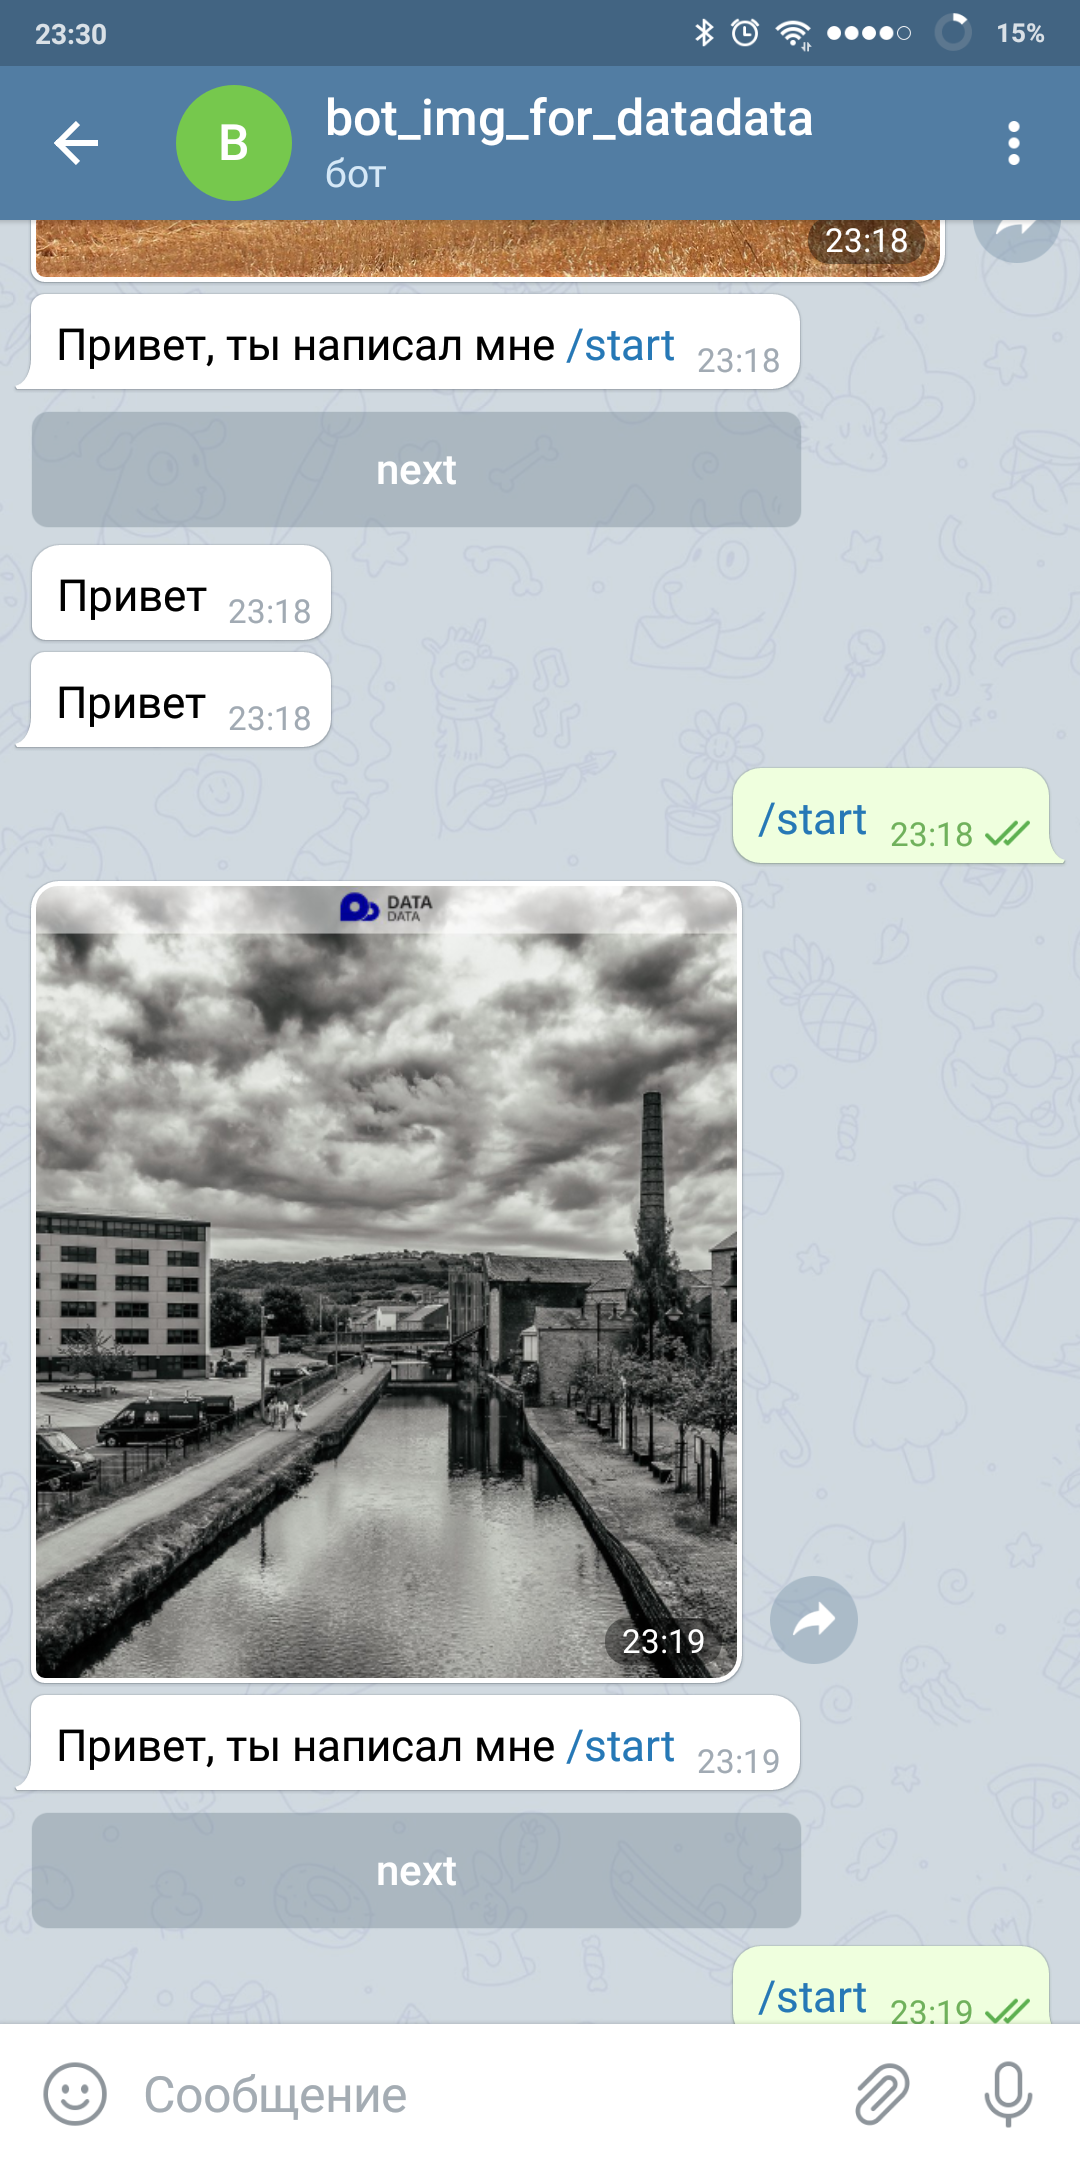 23:30
15%
B
bot_img_for_datadata
бот
23:18
Привет, ты написал мне /start 23:18
next
Привет 23:18
Привет 23:18
/start 23:18
DATA
DATA
23:19
Привет, ты написал мне /start 23:19
next
/start 23:19
Сообщение